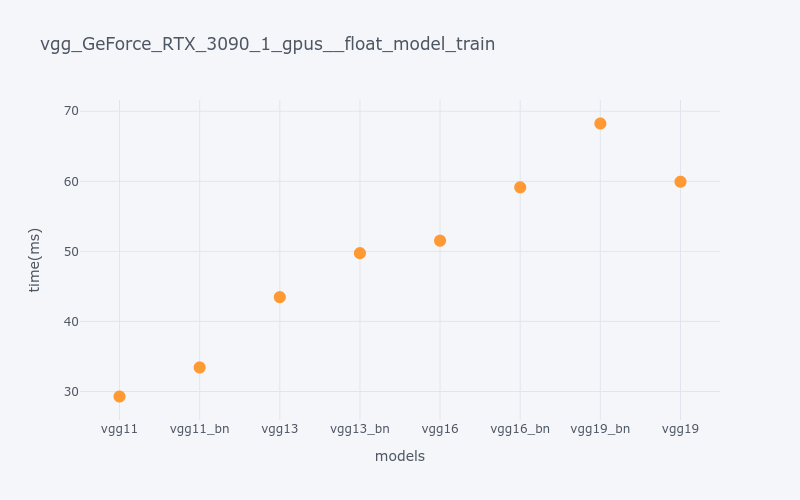 vgg_GeForce_RTX_3090_1_gpus__float_model_train
70
60
50
40
30
time(ms)
vgg11 vgg11_bn vgg13 vgg13_bn vgg16 vgg16_bn vgg19_bn vgg19
models